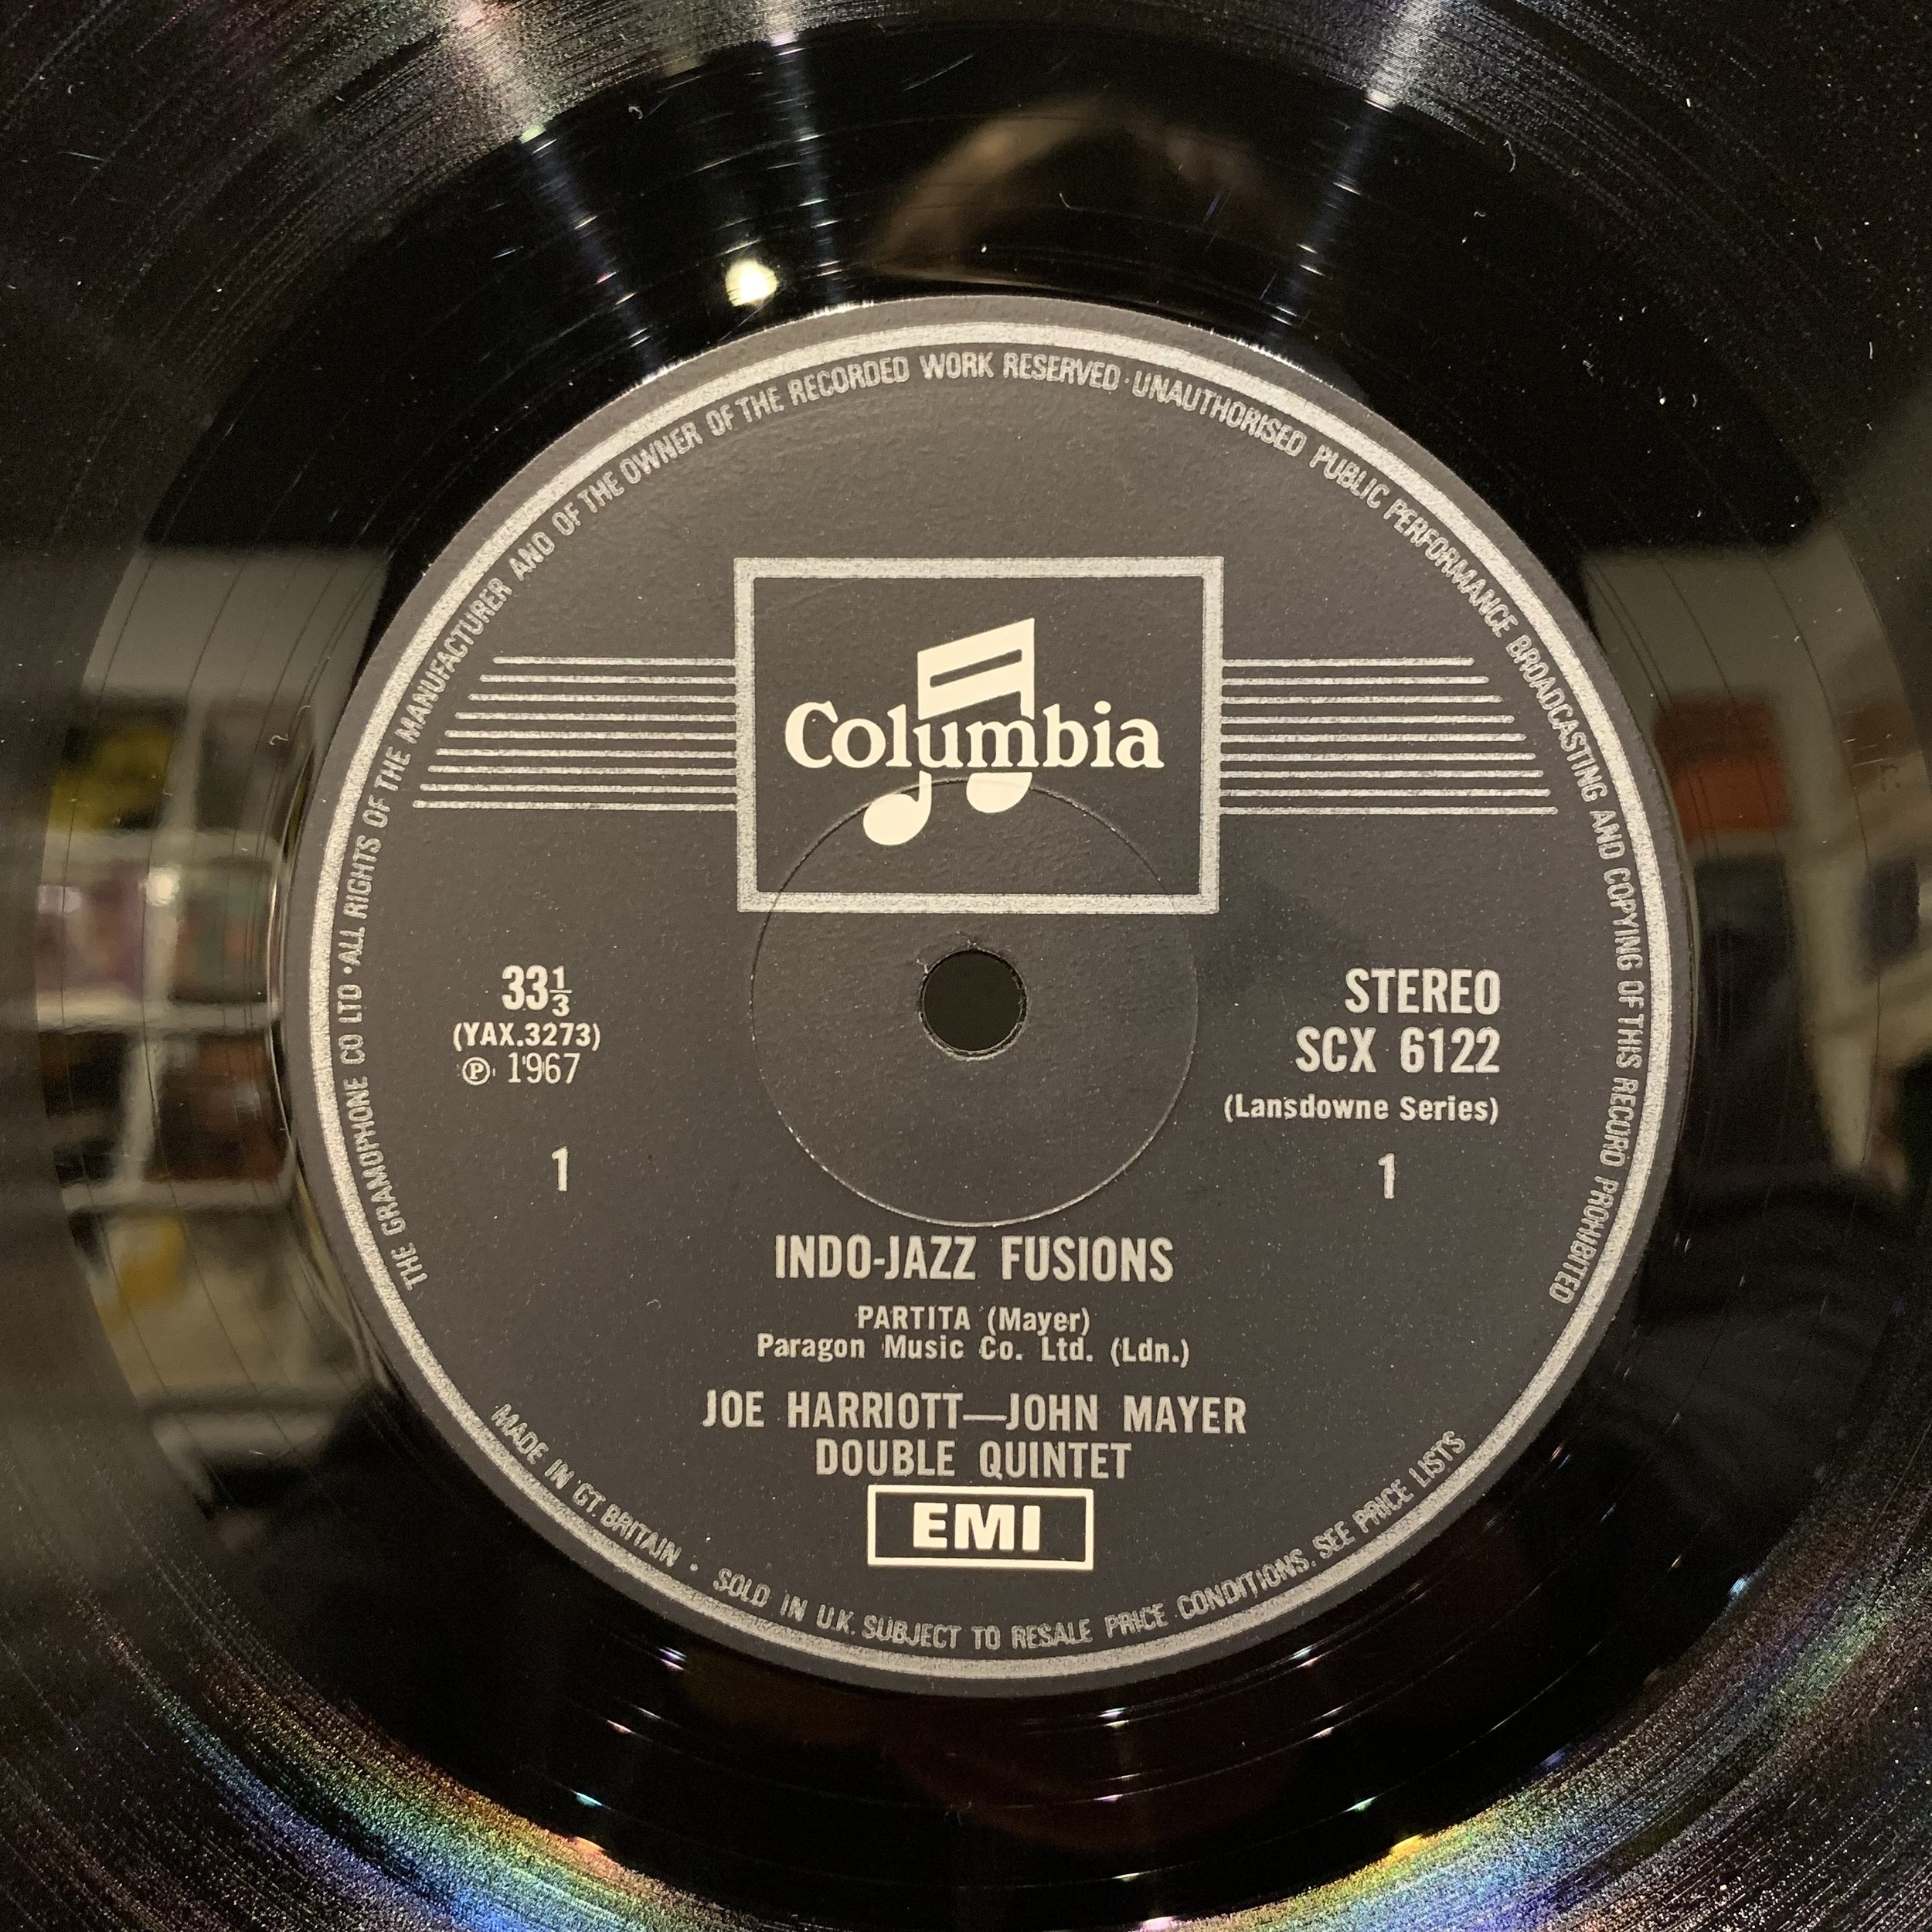 THE GRAMOPHONE CO LTD • ALL RIGHTS OF THE MANUFACTURER AND OF THE OWNER OF THE RECORDED WORK RESERVED · UNAUTHORISED PUBLIC PERFORMANCE BROADCASTING AND COPYING OF THIS RECORD PROHIBITED
Columbia
33⅓
(YAX.3273)
℗ 1967
1
STEREO
SCX 6122
(Lansdowne Series)
1
INDO-JAZZ FUSIONS
PARTITA (Mayer)
Paragon Music Co. Ltd. (Ldn.)
JOE HARRIOTT—JOHN MAYER
DOUBLE QUINTET
EMI
MADE IN GT. BRITAIN · SOLD IN U.K. SUBJECT TO RESALE PRICE CONDITIONS, SEE PRICE LISTS